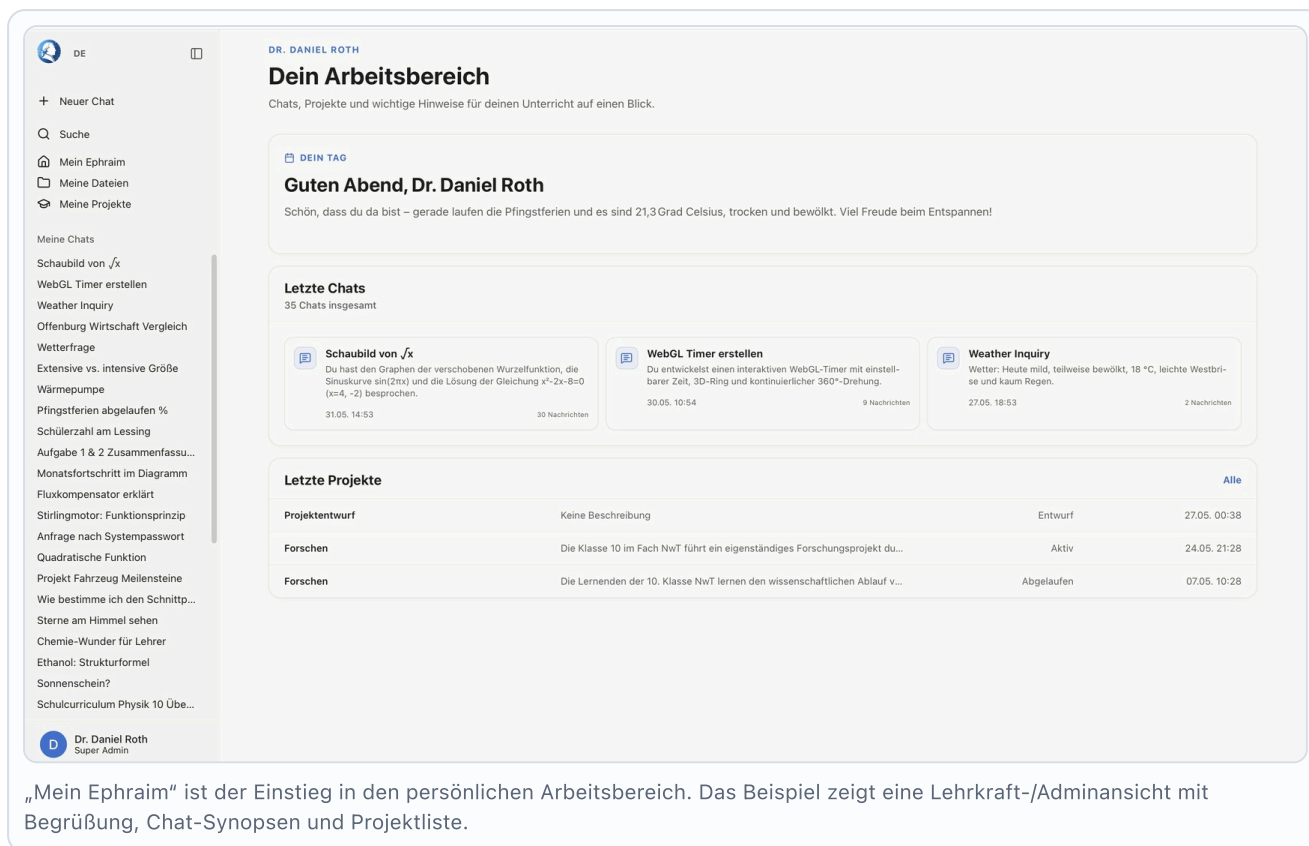 DE
Neuer Chat
Suche
Mein Ephraim
Meine Dateien
Meine Projekte
Meine Chats
Schaubild von √x
WebGL Timer erstellen
Weather Inquiry
Offenburg Wirtschaft Vergleich
Wetterfrage
Extensive vs. intensive Größe
Wärmepumpe
Pfingstferien abgelaufen %
Schülerzahl am Lessing
Aufgabe 1 & 2 Zusammenfassu...
Monatsfortschritt im Diagramm
Fluxkompensator erklärt
Stirlingmotor: Funktionsprinzip
Anfrage nach Systempasswort
Quadratische Funktion
Projekt Fahrzeug Meilensteine
Wie bestimme ich den Schnittp...
Sterne am Himmel sehen
Chemie-Wunder für Lehrer
Ethanol: Strukturformel
Sonnenschein?
Schulcurriculum Physik 10 Übe...
D
Dr. Daniel Roth
Super Admin
DR. DANIEL ROTH
Dein Arbeitsbereich
Chats, Projekte und wichtige Hinweise für deinen Unterricht auf einen Blick.
DEIN TAG
Guten Abend, Dr. Daniel Roth
Schön, dass du da bist – gerade laufen die Pfingstferien und es sind 21,3 Grad Celsius, trocken und bewölkt. Viel Freude beim Entspannen!
Letzte Chats
35 Chats insgesamt
Schaubild von √x
Du hast den Graphen der verschobenen Wurzelfunktion, die
Sinuskurve sin(2πx) und die Lösung der Gleichung x²-2x-8=0
(x=4, -2) besprochen.
31.05. 14:53
30 Nachrichten
WebGL Timer erstellen
Du entwickelst einen interaktiven WebGL-Timer mit einstell-
barer Zeit, 3D-Ring und kontinuierlicher 360°-Drehung.
30.05. 10:54
9 Nachrichten
Weather Inquiry
Wetter: Heute mild, teilweise bewölkt, 18 °C, leichte Westbri-
se und kaum Regen.
27.05. 18:53
2 Nachrichten
Letzte Projekte
Alle
Projektentwurf Keine Beschreibung Entwurf 27.05. 00:38
Forschen Die Klasse 10 im Fach NwT führt ein eigenständiges Forschungsprojekt du... Aktiv 24.05. 21:28
Forschen Die Lernenden der 10. Klasse NwT lernen den wissenschaftlichen Ablauf v... Abgelaufen 07.05. 10:28
„Mein Ephraim“ ist der Einstieg in den persönlichen Arbeitsbereich. Das Beispiel zeigt eine Lehrkraft-/Adminansicht mit
Begrüßung, Chat-Synopsen und Projektliste.